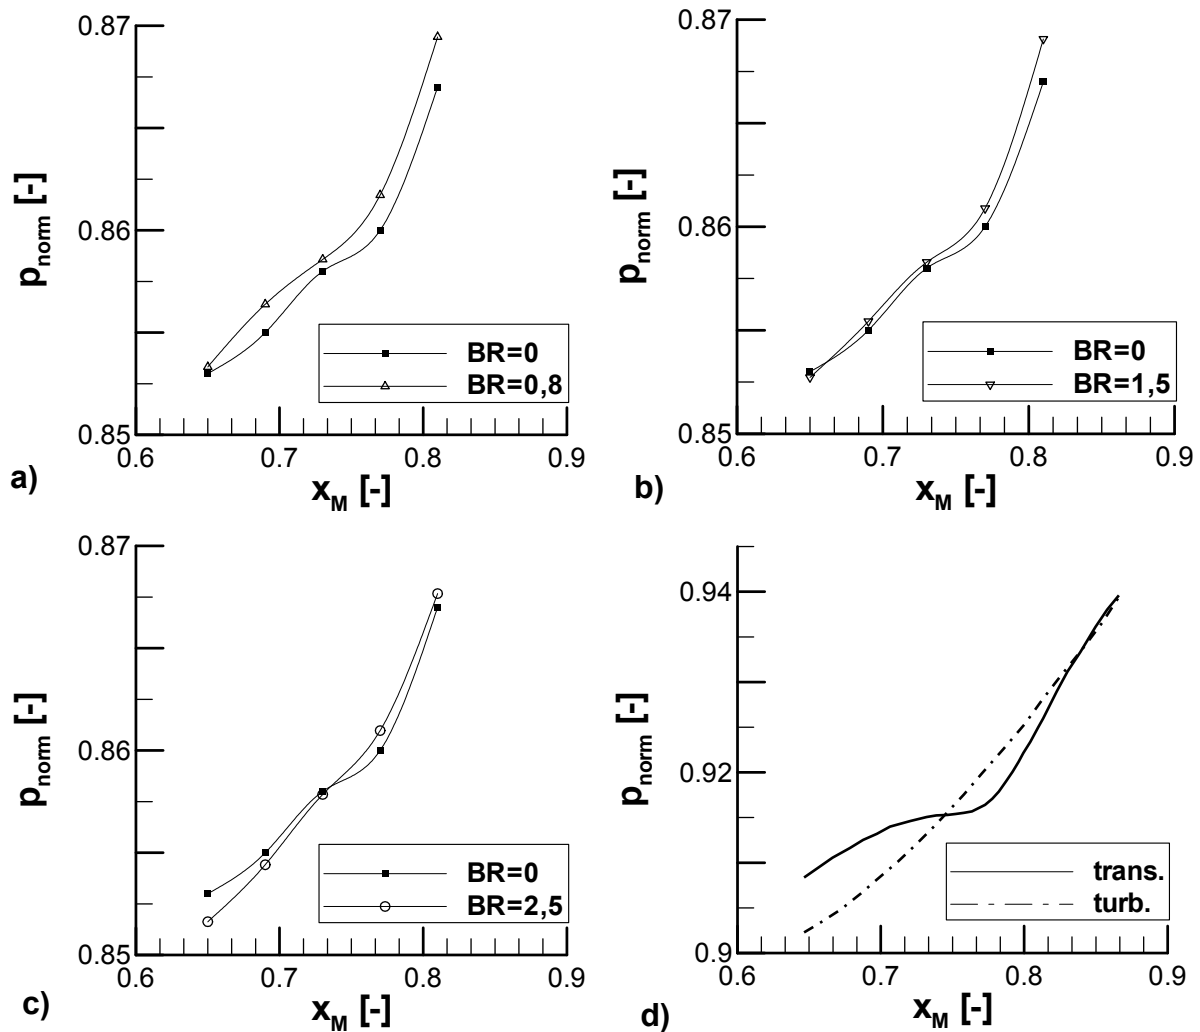 0.87
0.86
0.85
p_norm [-]
0.6 0.7 0.8 0.9
x_M [-]
BR=0
BR=0,8
a)
0.87
0.86
0.85
p_norm [-]
0.6 0.7 0.8 0.9
x_M [-]
BR=0
BR=1,5
b)
0.87
0.86
0.85
p_norm [-]
0.6 0.7 0.8 0.9
x_M [-]
BR=0
BR=2,5
c)
0.94
0.92
0.9
p_norm [-]
0.6 0.7 0.8 0.9
x_M [-]
trans.
turb.
d)